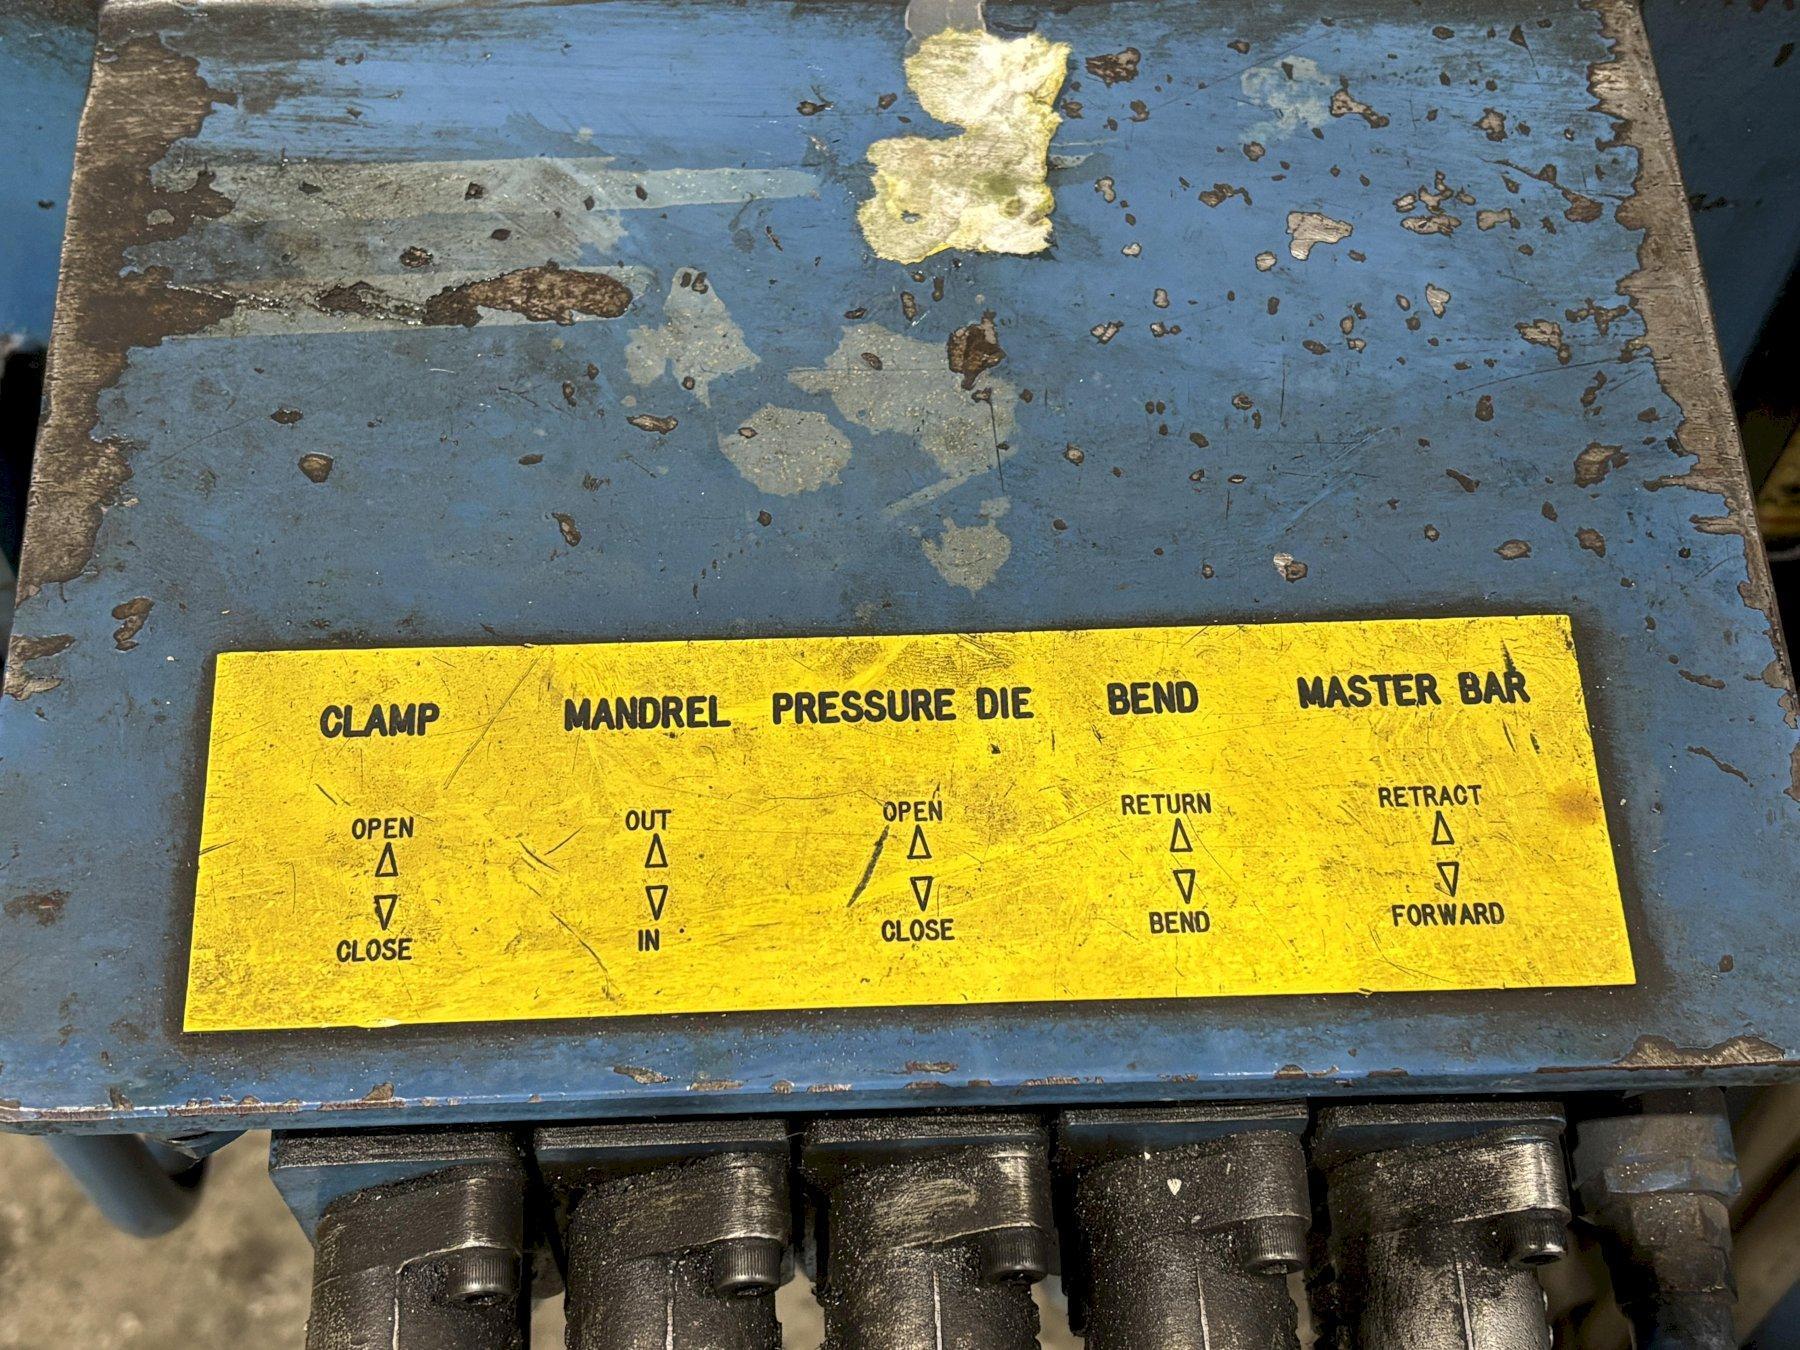 CLAMP MANDREL PRESSURE DIE BEND MASTER BAR
OPEN OUT OPEN RETURN RETRACT
CLOSE IN CLOSE BEND FORWARD